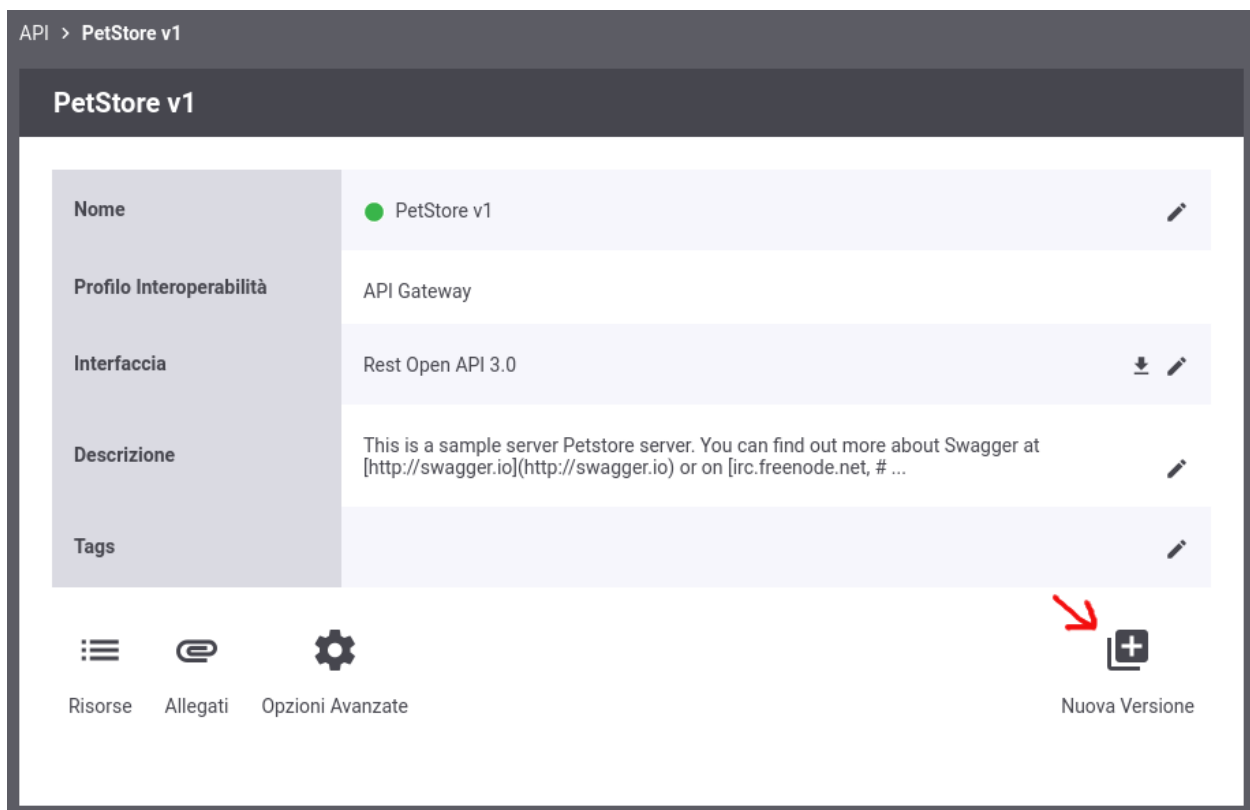 API > PetStore v1
PetStore v1
Nome
PetStore v1
Profilo Interoperabilità
API Gateway
Interfaccia
Rest Open API 3.0
Descrizione
This is a sample server Petstore server. You can find out more about Swagger at
[http://swagger.io](http://swagger.io) or on [irc.freenode.net, # ...
Tags
Risorse
Allegati
Opzioni Avanzate
Nuova Versione